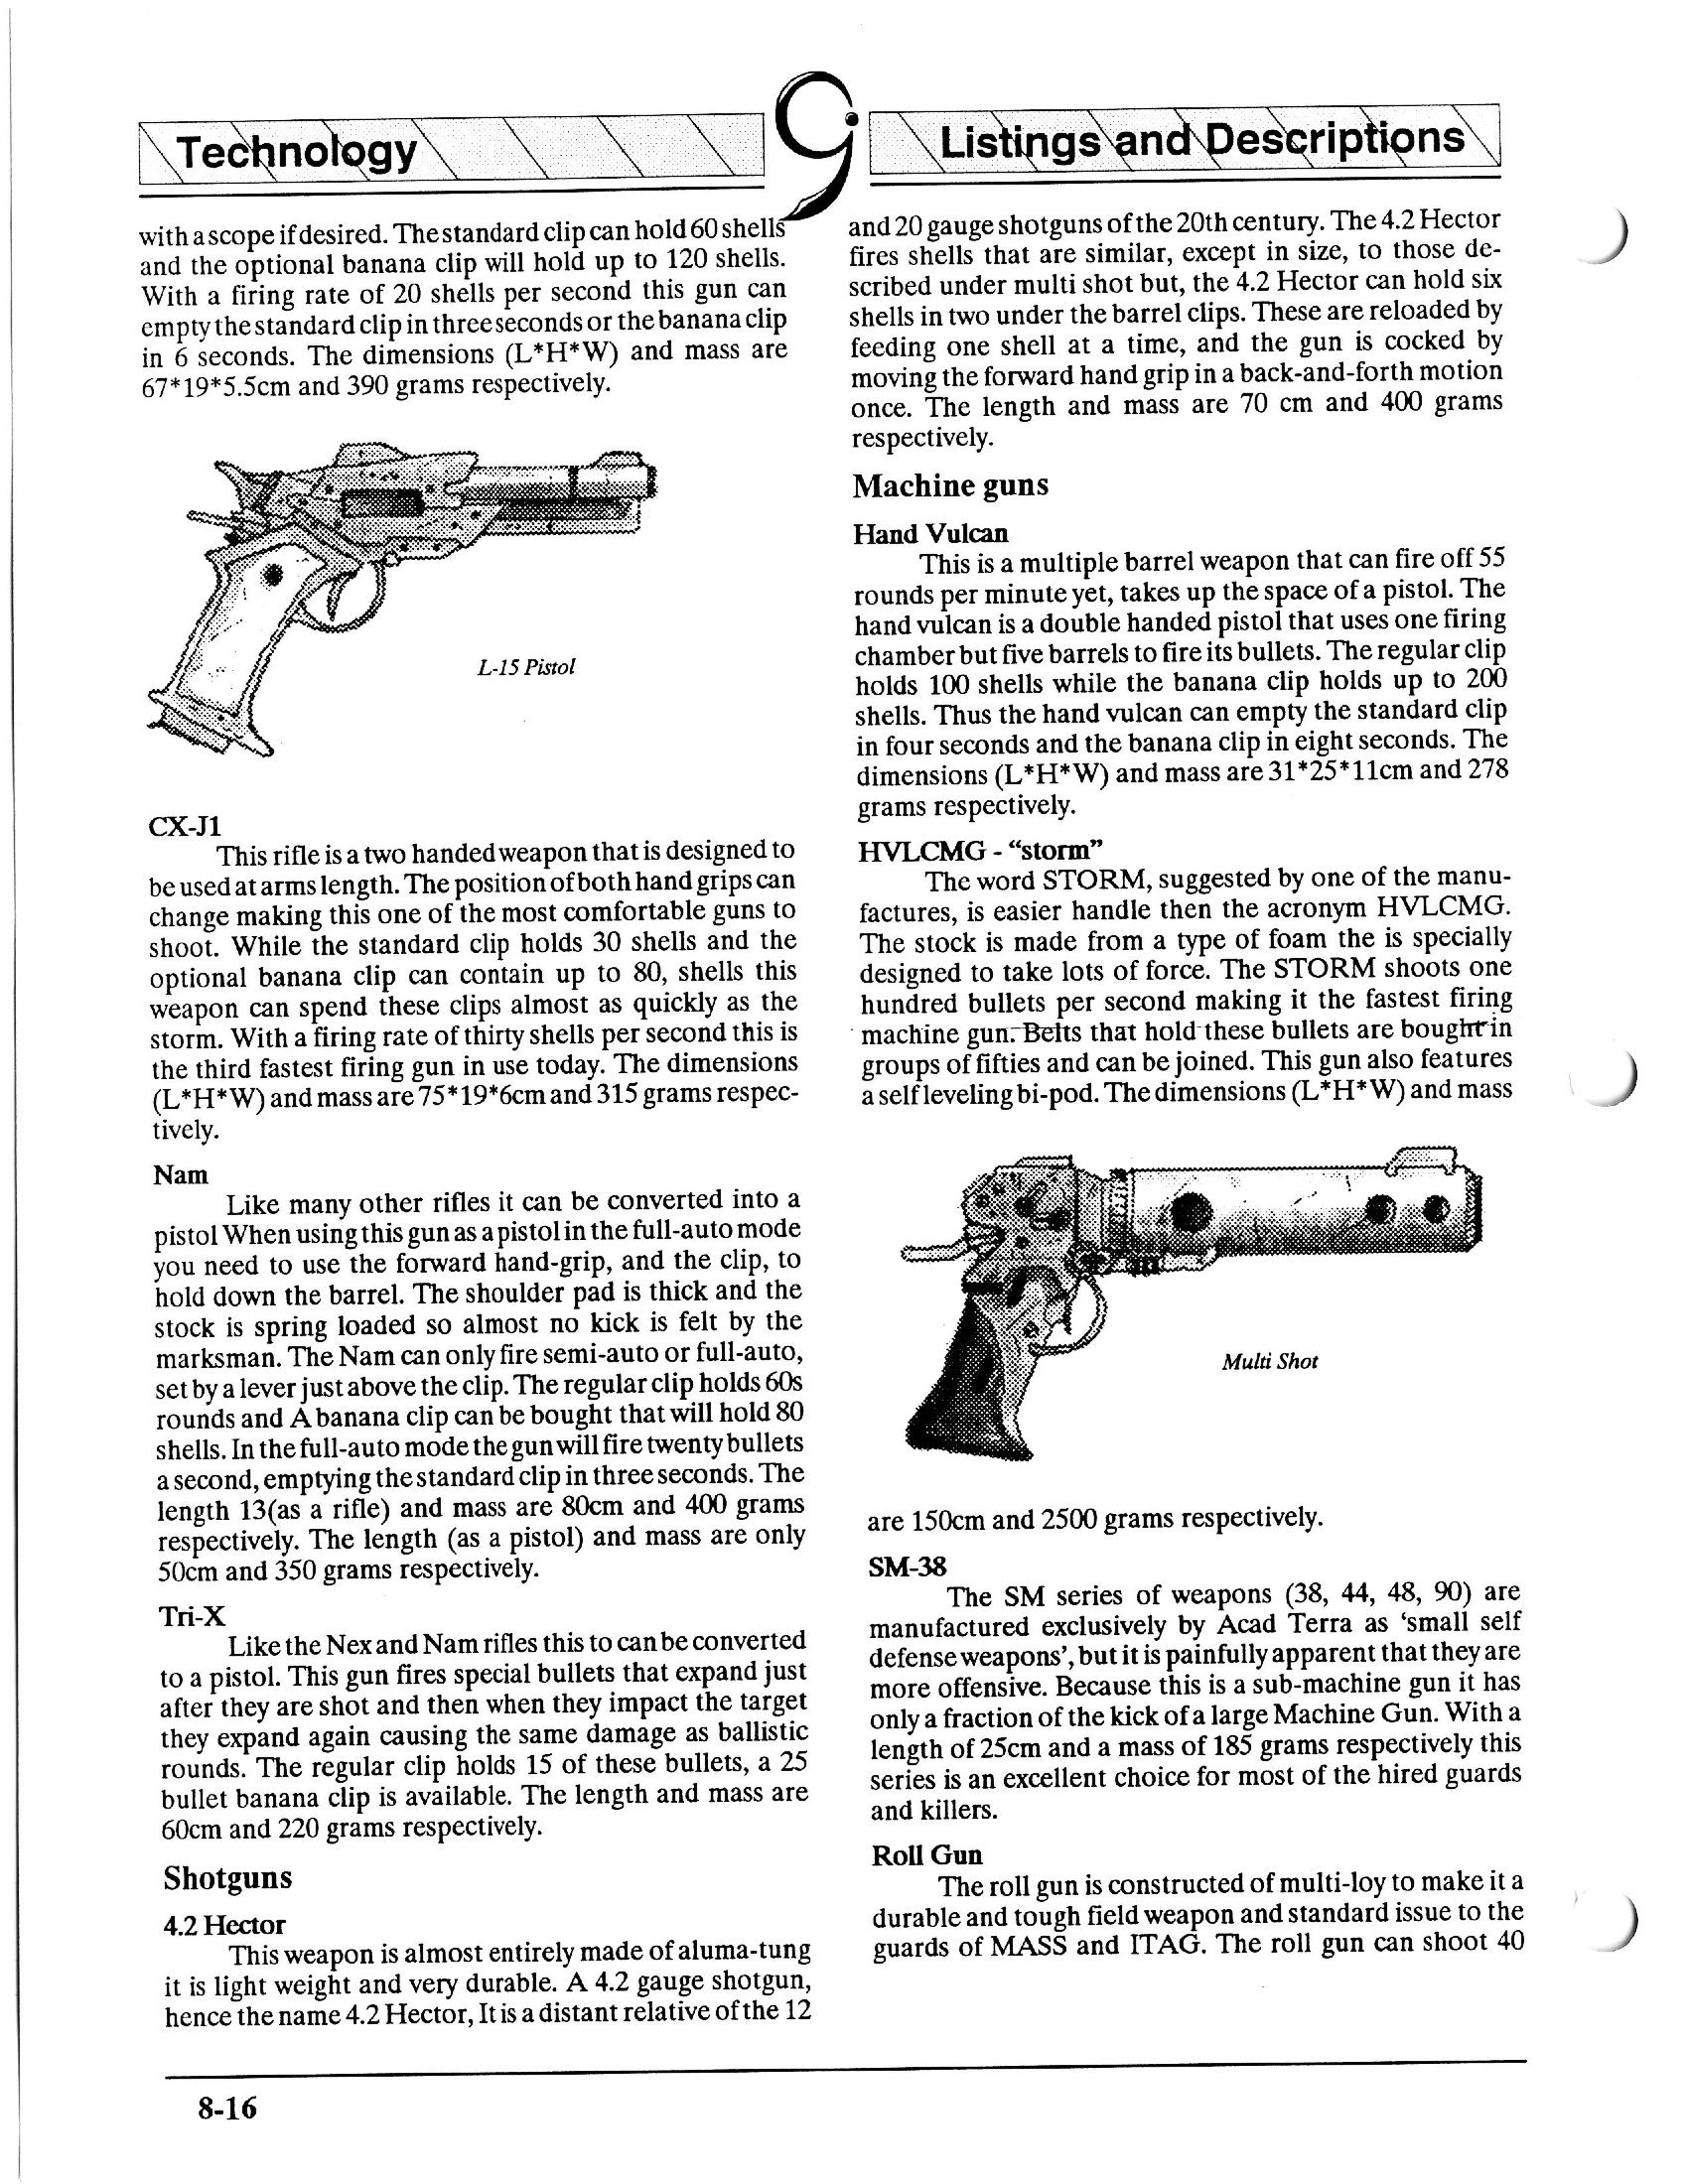 Technology
9
Listings and Descriptions
with a scope if desired. The standard clip can hold 60 shells
and the optional banana clip will hold up to 120 shells.
With a firing rate of 20 shells per second this gun can
empty the standard clip in three seconds or the banana clip
in 6 seconds. The dimensions (L*H*W) and mass are
67*19*5.5cm and 390 grams respectively.
L-15 Pistol
CX-J1
This rifle is a two handed weapon that is designed to
be used at arms length. The position of both hand grips can
change making this one of the most comfortable guns to
shoot. While the standard clip holds 30 shells and the
optional banana clip can contain up to 80, shells this
weapon can spend these clips almost as quickly as the
storm. With a firing rate of thirty shells per second this is
the third fastest firing gun in use today. The dimensions
(L*H*W) and mass are 75*19*6cm and 315 grams respec-
tively.
Nam
Like many other rifles it can be converted into a
pistol When using this gun as a pistol in the full-auto mode
you need to use the forward hand-grip, and the clip, to
hold down the barrel. The shoulder pad is thick and the
stock is spring loaded so almost no kick is felt by the
marksman. The Nam can only fire semi-auto or full-auto,
set by a lever just above the clip. The regular clip holds 60s
rounds and A banana clip can be bought that will hold 80
shells. In the full-auto mode the gun will fire twenty bullets
a second, emptying the standard clip in three seconds. The
length 13(as a rifle) and mass are 80cm and 400 grams
respectively. The length (as a pistol) and mass are only
50cm and 350 grams respectively.
Tri-X
Like the Nex and Nam rifles this to can be converted
to a pistol. This gun fires special bullets that expand just
after they are shot and then when they impact the target
they expand again causing the same damage as ballistic
rounds. The regular clip holds 15 of these bullets, a 25
bullet banana clip is available. The length and mass are
60cm and 220 grams respectively.
Shotguns
4.2 Hector
This weapon is almost entirely made of aluma-tung
it is light weight and very durable. A 4.2 gauge shotgun,
hence the name 4.2 Hector, It is a distant relative of the 12
and 20 gauge shotguns of the 20th century. The 4.2 Hector
fires shells that are similar, except in size, to those de-
scribed under multi shot but, the 4.2 Hector can hold six
shells in two under the barrel clips. These are reloaded by
feeding one shell at a time, and the gun is cocked by
moving the forward hand grip in a back-and-forth motion
once. The length and mass are 70 cm and 400 grams
respectively.
Machine guns
Hand Vulcan
This is a multiple barrel weapon that can fire off 55
rounds per minute yet, takes up the space of a pistol. The
hand vulcan is a double handed pistol that uses one firing
chamber but five barrels to fire its bullets. The regular clip
holds 100 shells while the banana clip holds up to 200
shells. Thus the hand vulcan can empty the standard clip
in four seconds and the banana clip in eight seconds. The
dimensions (L*H*W) and mass are 31*25*11cm and 278
grams respectively.
HVLCMG - “storm”
The word STORM, suggested by one of the manu-
factures, is easier handle then the acronym HVLCMG.
The stock is made from a type of foam the is specially
designed to take lots of force. The STORM shoots one
hundred bullets per second making it the fastest firing
machine gun. Belts that hold these bullets are bought in
groups of fifties and can be joined. This gun also features
a self leveling bi-pod. The dimensions (L*H*W) and mass
Multi Shot
are 150cm and 2500 grams respectively.
SM-38
The SM series of weapons (38, 44, 48, 90) are
manufactured exclusively by Acad Terra as ‘small self
defense weapons’, but it is painfully apparent that they are
more offensive. Because this is a sub-machine gun it has
only a fraction of the kick of a large Machine Gun. With a
length of 25cm and a mass of 185 grams respectively this
series is an excellent choice for most of the hired guards
and killers.
Roll Gun
The roll gun is constructed of multi-loy to make it a
durable and tough field weapon and standard issue to the
guards of MASS and ITAG. The roll gun can shoot 40
8-16